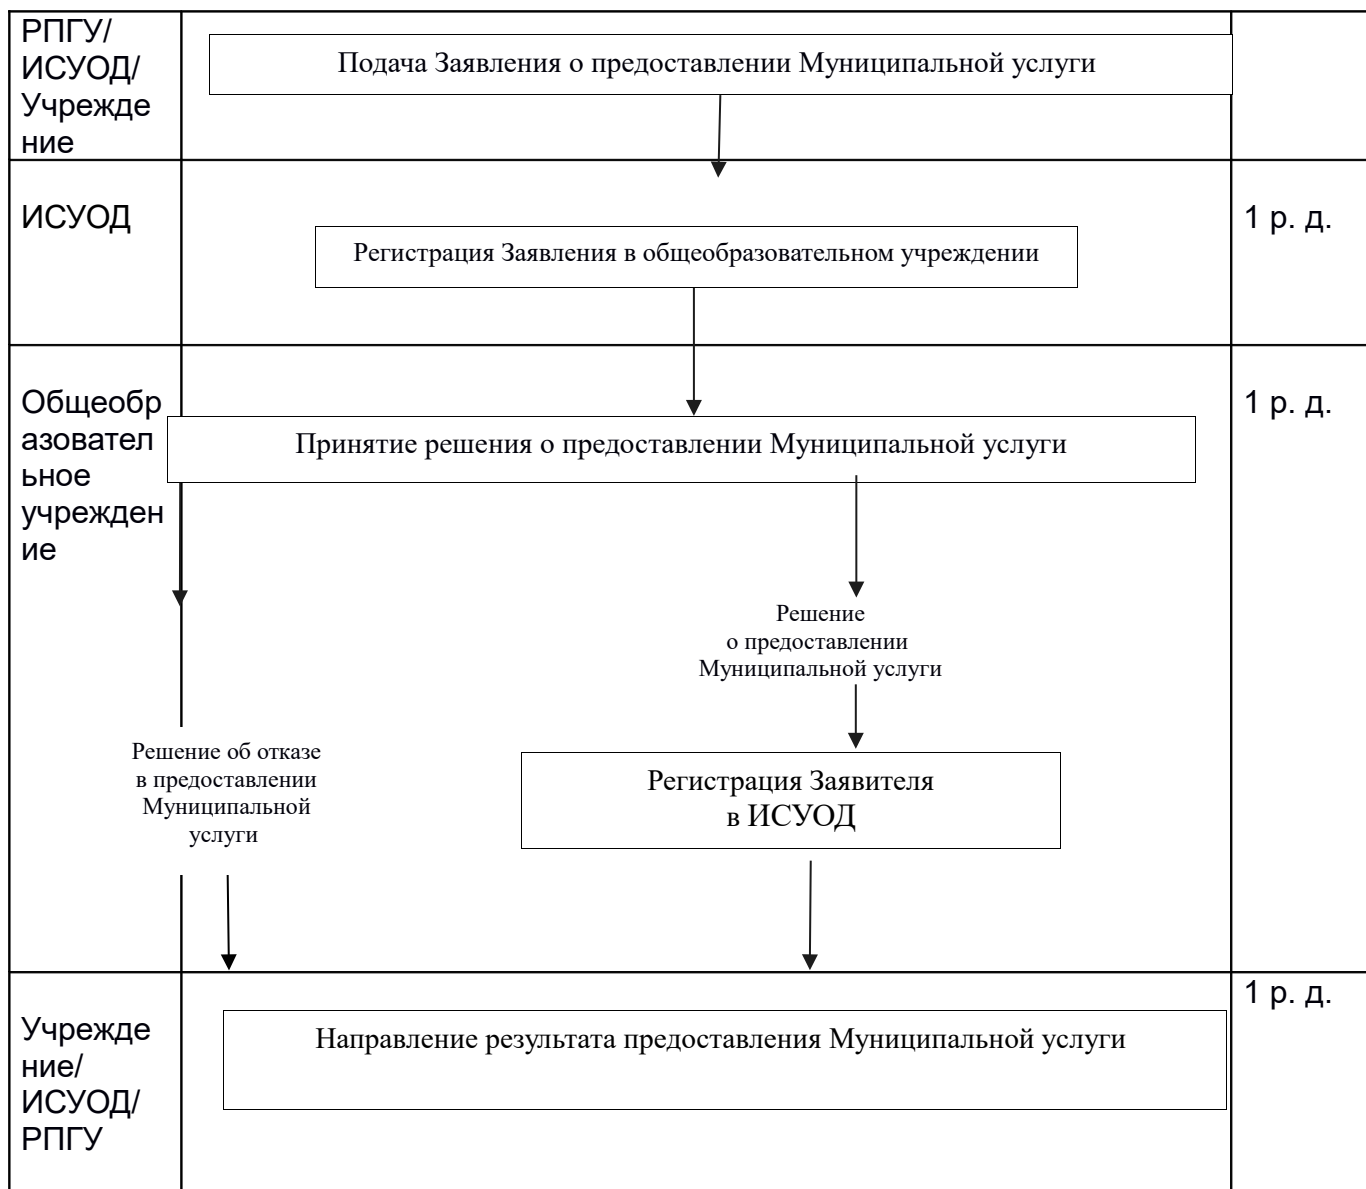 РПГУ/
ИСУОД/
Учрежде
ние
Подача Заявления о предоставлении Муниципальной услуги
ИСУОД
Регистрация Заявления в общеобразовательном учреждении
1 р. д.
Общеобр
азовател
ьное
учрежден
ие
Принятие решения о предоставлении Муниципальной услуги
1 р. д.
Решение
о предоставлении
Муниципальной услуги
Решение об отказе
в предоставлении
Муниципальной
услуги
Регистрация Заявителя
в ИСУОД
Учрежде
ние/
ИСУОД/
РПГУ
Направление результата предоставления Муниципальной услуги
1 р. д.